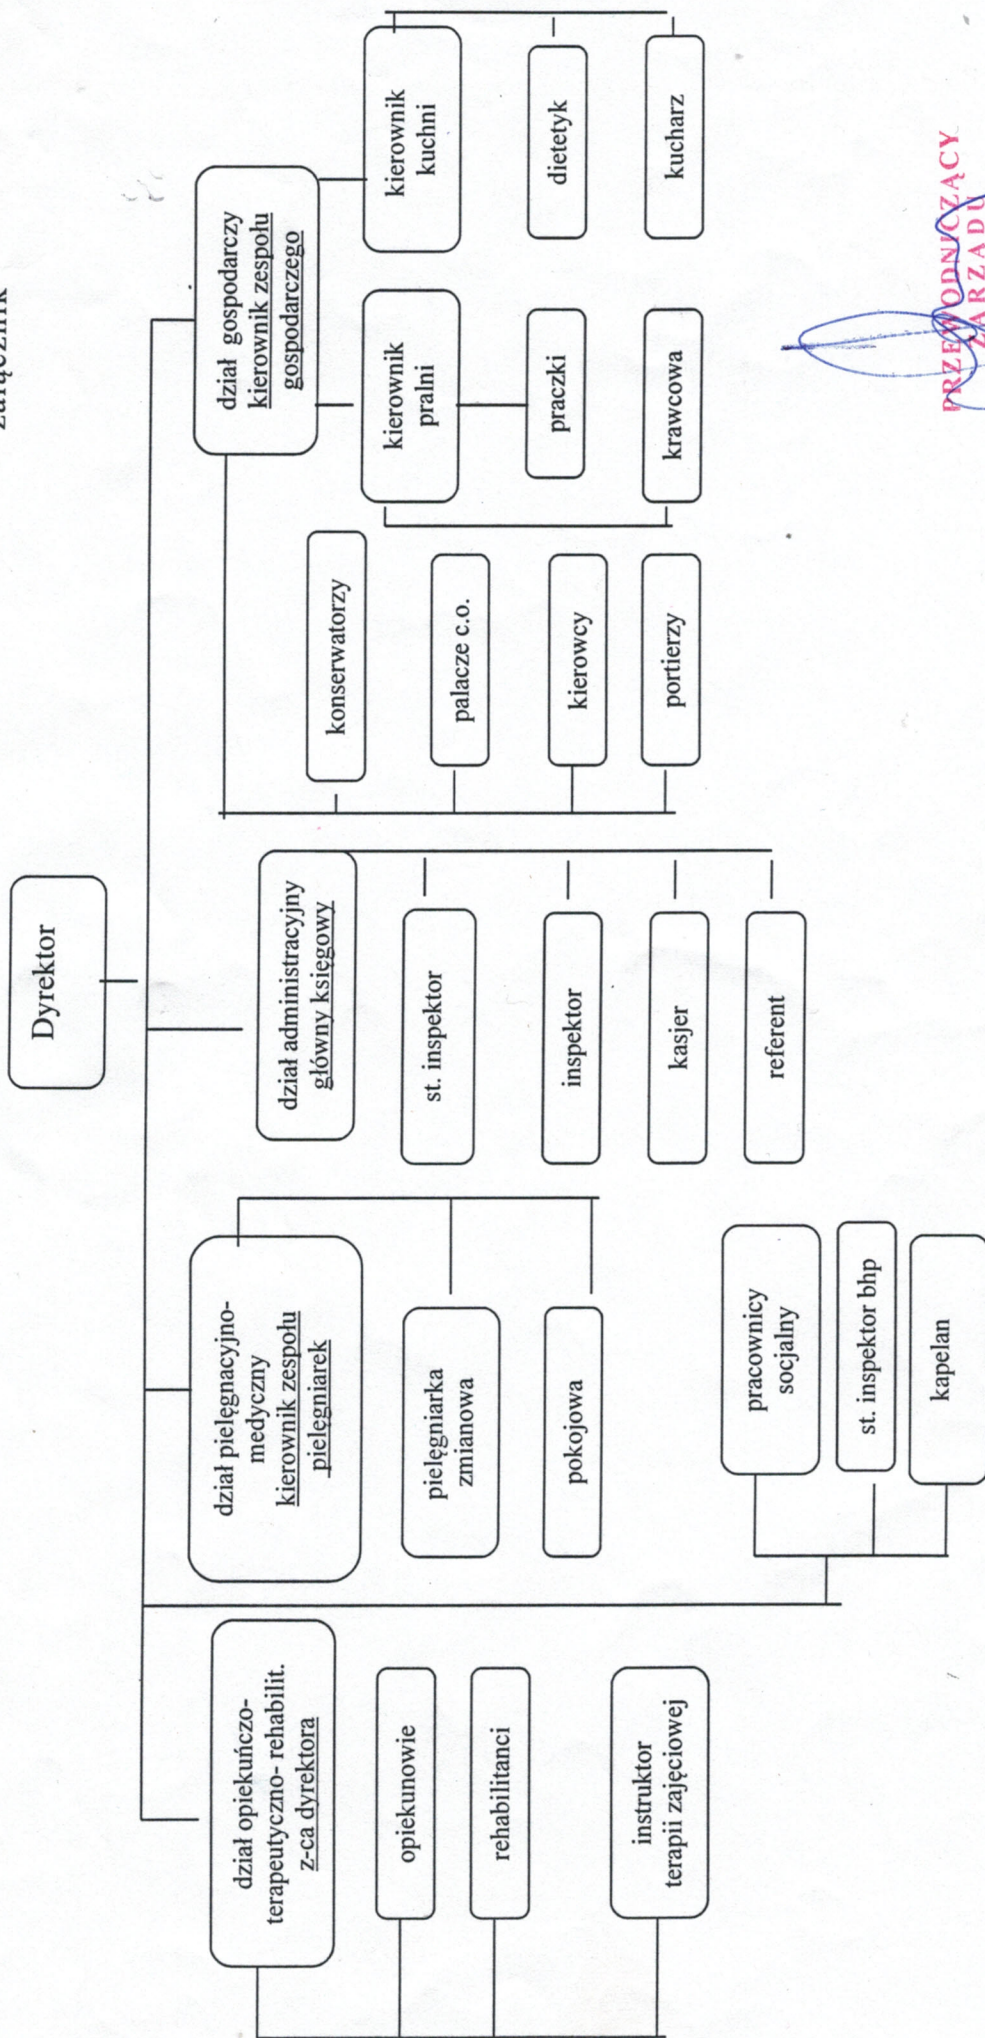 załącznik
Dyrektor
dział opiekuńczo-
terapeutyczno- rehabilit.
z-ca dyrektora
opiekunowie
rehabilitanci
instruktor
terapii zajęciowej
dział pielęgnacyjno-
medyczny
kierownik zespołu
pielęgniarek
pielęgniarka
zmianowa
pokojowa
pracownicy
socjalny
st. inspektor bhp
kapelan
dział administracyjny
główny księgowy
st. inspektor
inspektor
kasjer
referent
dział gospodarczy
kierownik zespołu
gospodarczego
konserwatorzy
palacze c.o.
kierowcy
portierzy
kierownik
pralni
praczki
krawcowa
kierownik
kuchni
dietetyk
kucharz
PRZEWODNICZĄCY
ZARZĄDU